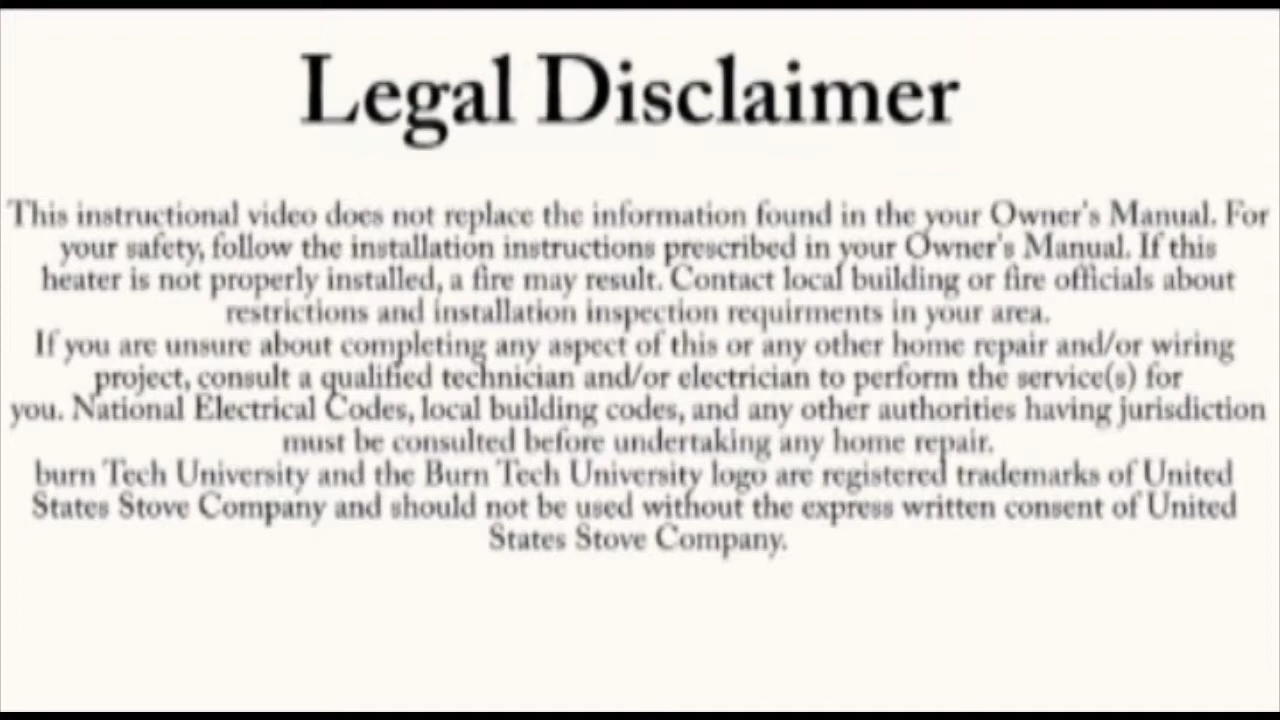 Legal Disclaimer
This instructional video does not replace the information found in the your Owner's Manual. For
your safety, follow the installation instructions prescribed in your Owner's Manual. If this
heater is not properly installed, a fire may result. Contact local building or fire officials about
restrictions and installation inspection requirments in your area.
If you are unsure about completing any aspect of this or any other home repair and/or wiring
project, consult a qualified technician and/or electrician to perform the service(s) for
you. National Electrical Codes, local building codes, and any other authorities having jurisdiction
must be consulted before undertaking any home repair.
burn Tech University and the Burn Tech University logo are registered trademarks of United
States Stove Company and should not be used without the express written consent of United
States Stove Company.